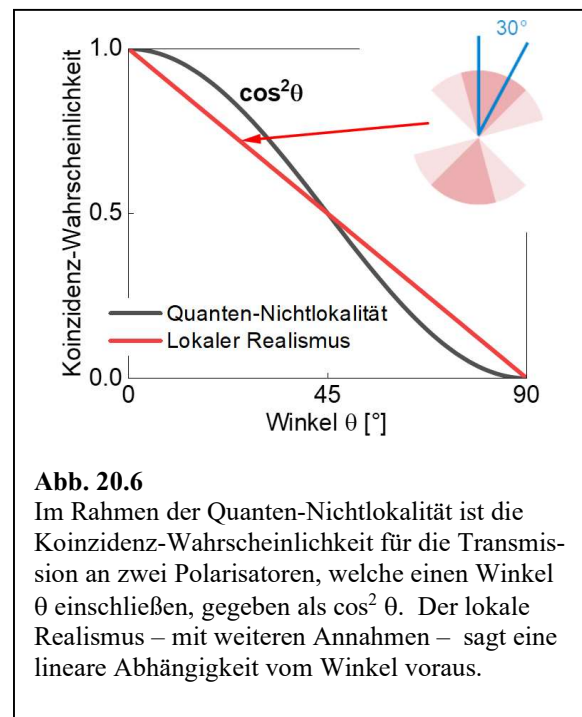 30°
1.0
cos²θ
0.5
Koinzidenz-Wahrscheinlichkeit
Quanten-Nichtlokalität
Lokaler Realismus
0.0
0
45
90
Winkel θ [°]
Abb. 20.6
Im Rahmen der Quanten-Nichtlokalität ist die
Koinzidenz-Wahrscheinlichkeit für die Transmis-
sion an zwei Polarisatoren, welche einen Winkel
θ einschließen, gegeben als cos² θ.  Der lokale
Realismus – mit weiteren Annahmen –  sagt eine
lineare Abhängigkeit vom Winkel voraus.